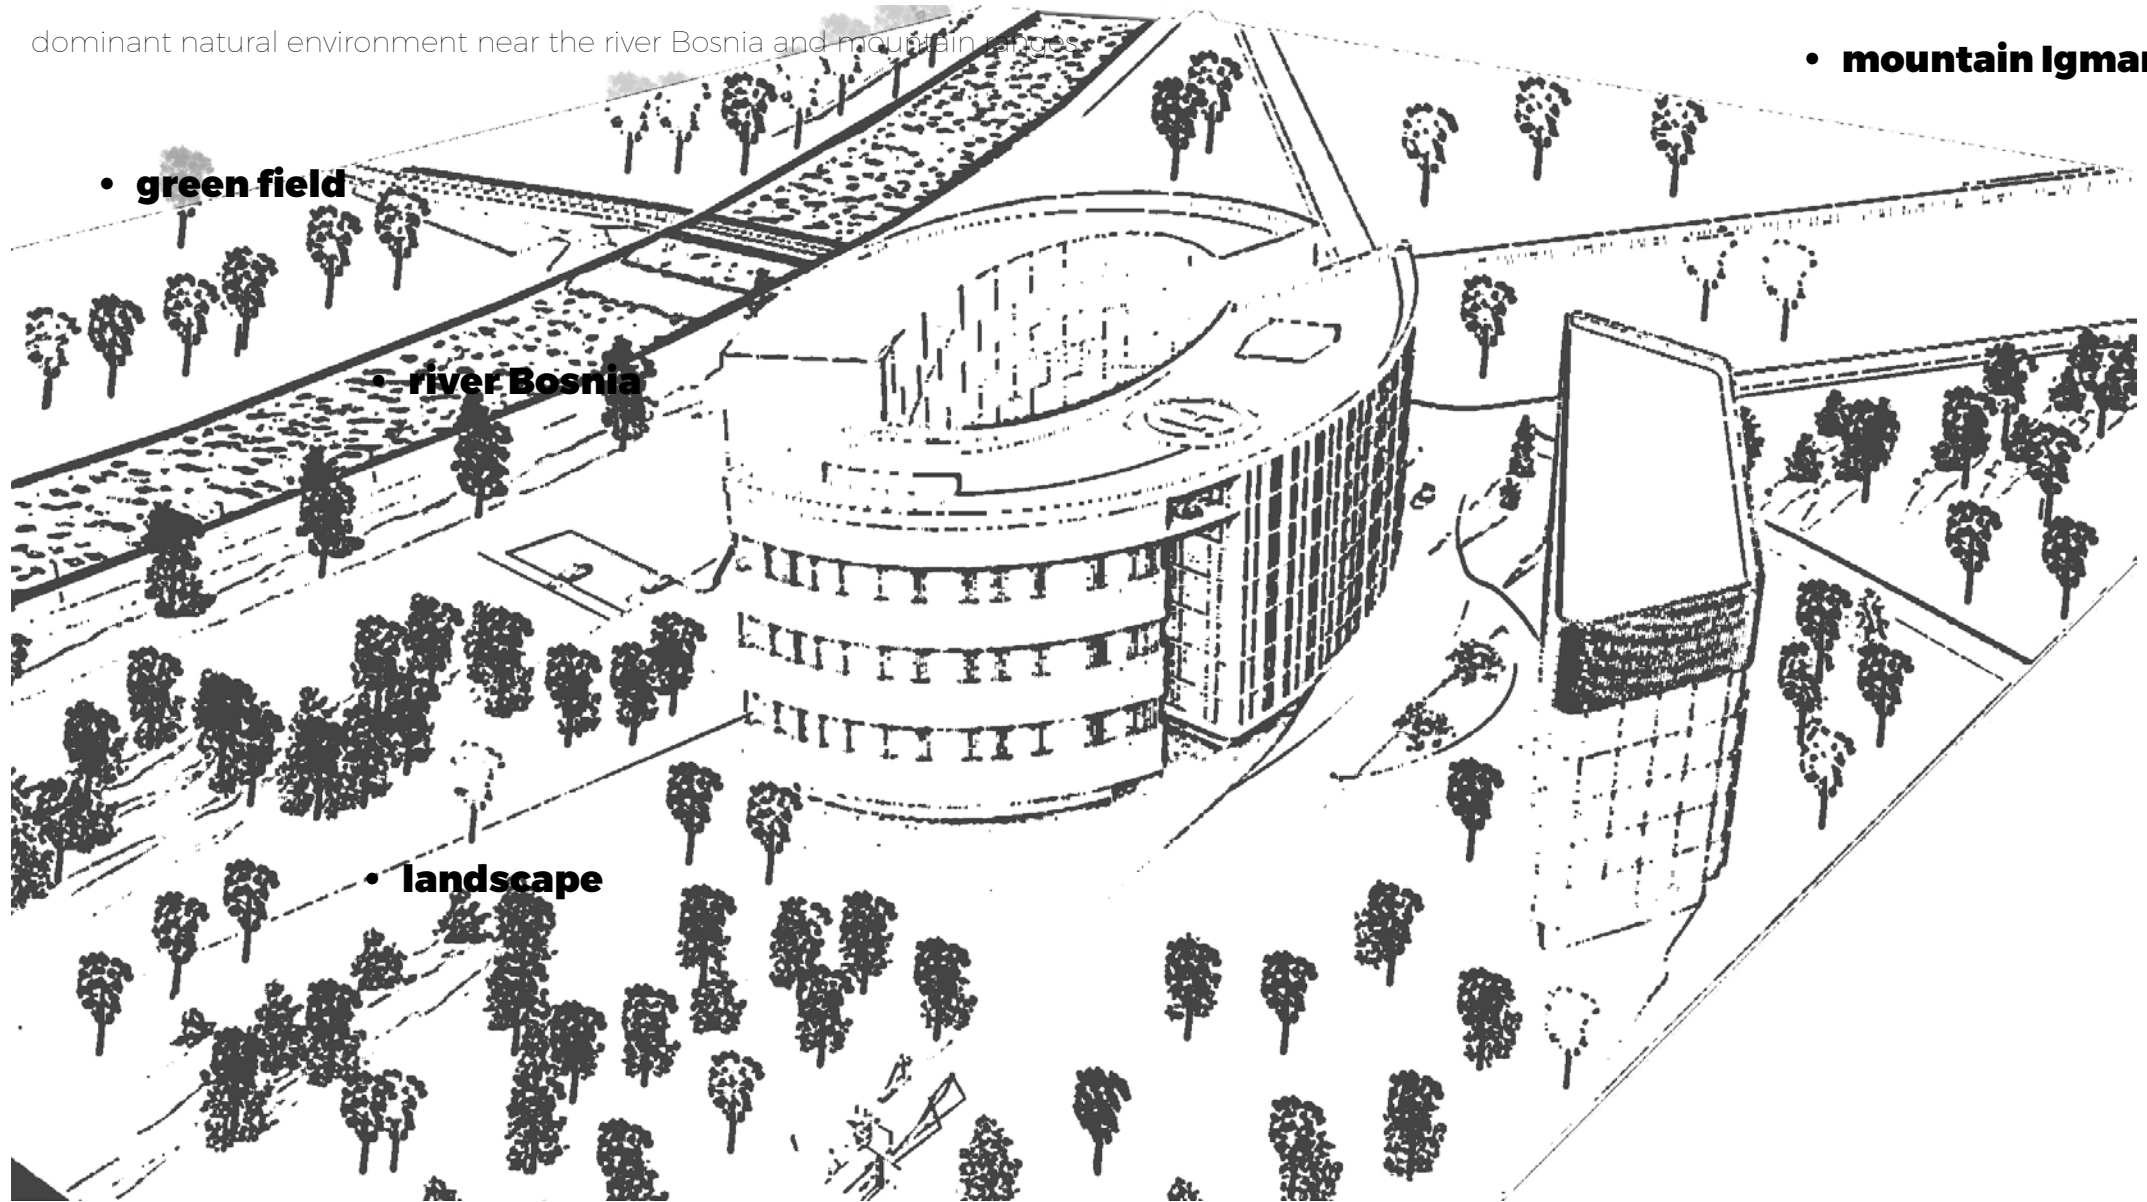 dominant natural environment near the river Bosnia and mountain ranges
• mountain Igma
• green field
• river Bosnia
• landscape